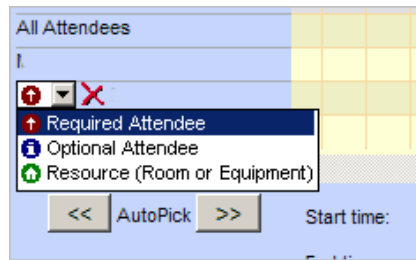 All Attendees
Required Attendee
Optional Attendee
Resource (Room or Equipment)
<< AutoPick >>
Start time: